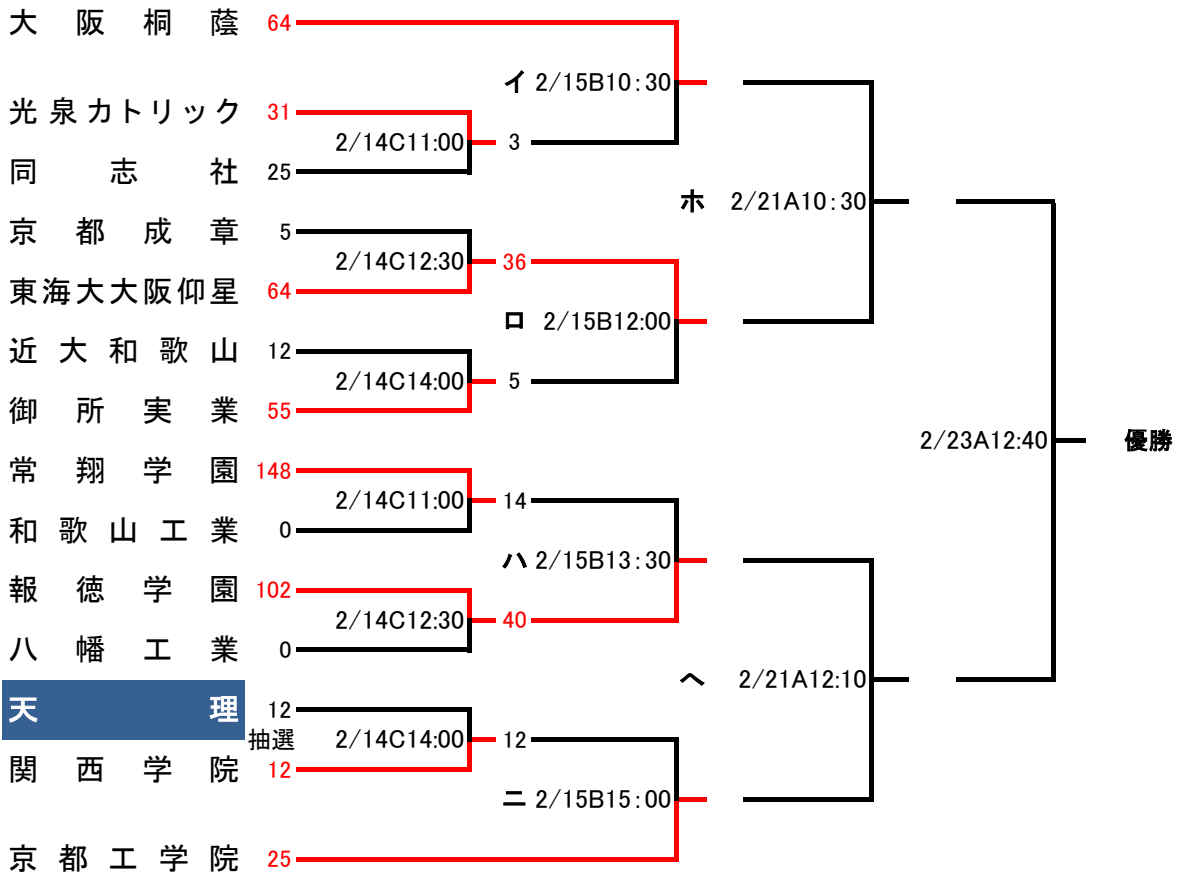 大阪桐蔭 64
イ 2/15B10:30
光泉カトリック 31
2/14C11:00 3
同志社 25
ホ 2/21A10:30
京都成章 5
2/14C12:30 36
東海大大阪仰星 64
ロ 2/15B12:00
近大和歌山 12
2/14C14:00 5
御所実業 55
2/23A12:40 優勝
常翔学園 148
2/14C11:00 14
和歌山工業 0
ハ 2/15B13:30
報徳学園 102
2/14C12:30 40
八幡工業 0
ヘ 2/21A12:10
天理 12
抽選 2/14C14:00 12
関西学院 12
ニ 2/15B15:00
京都工学院 25